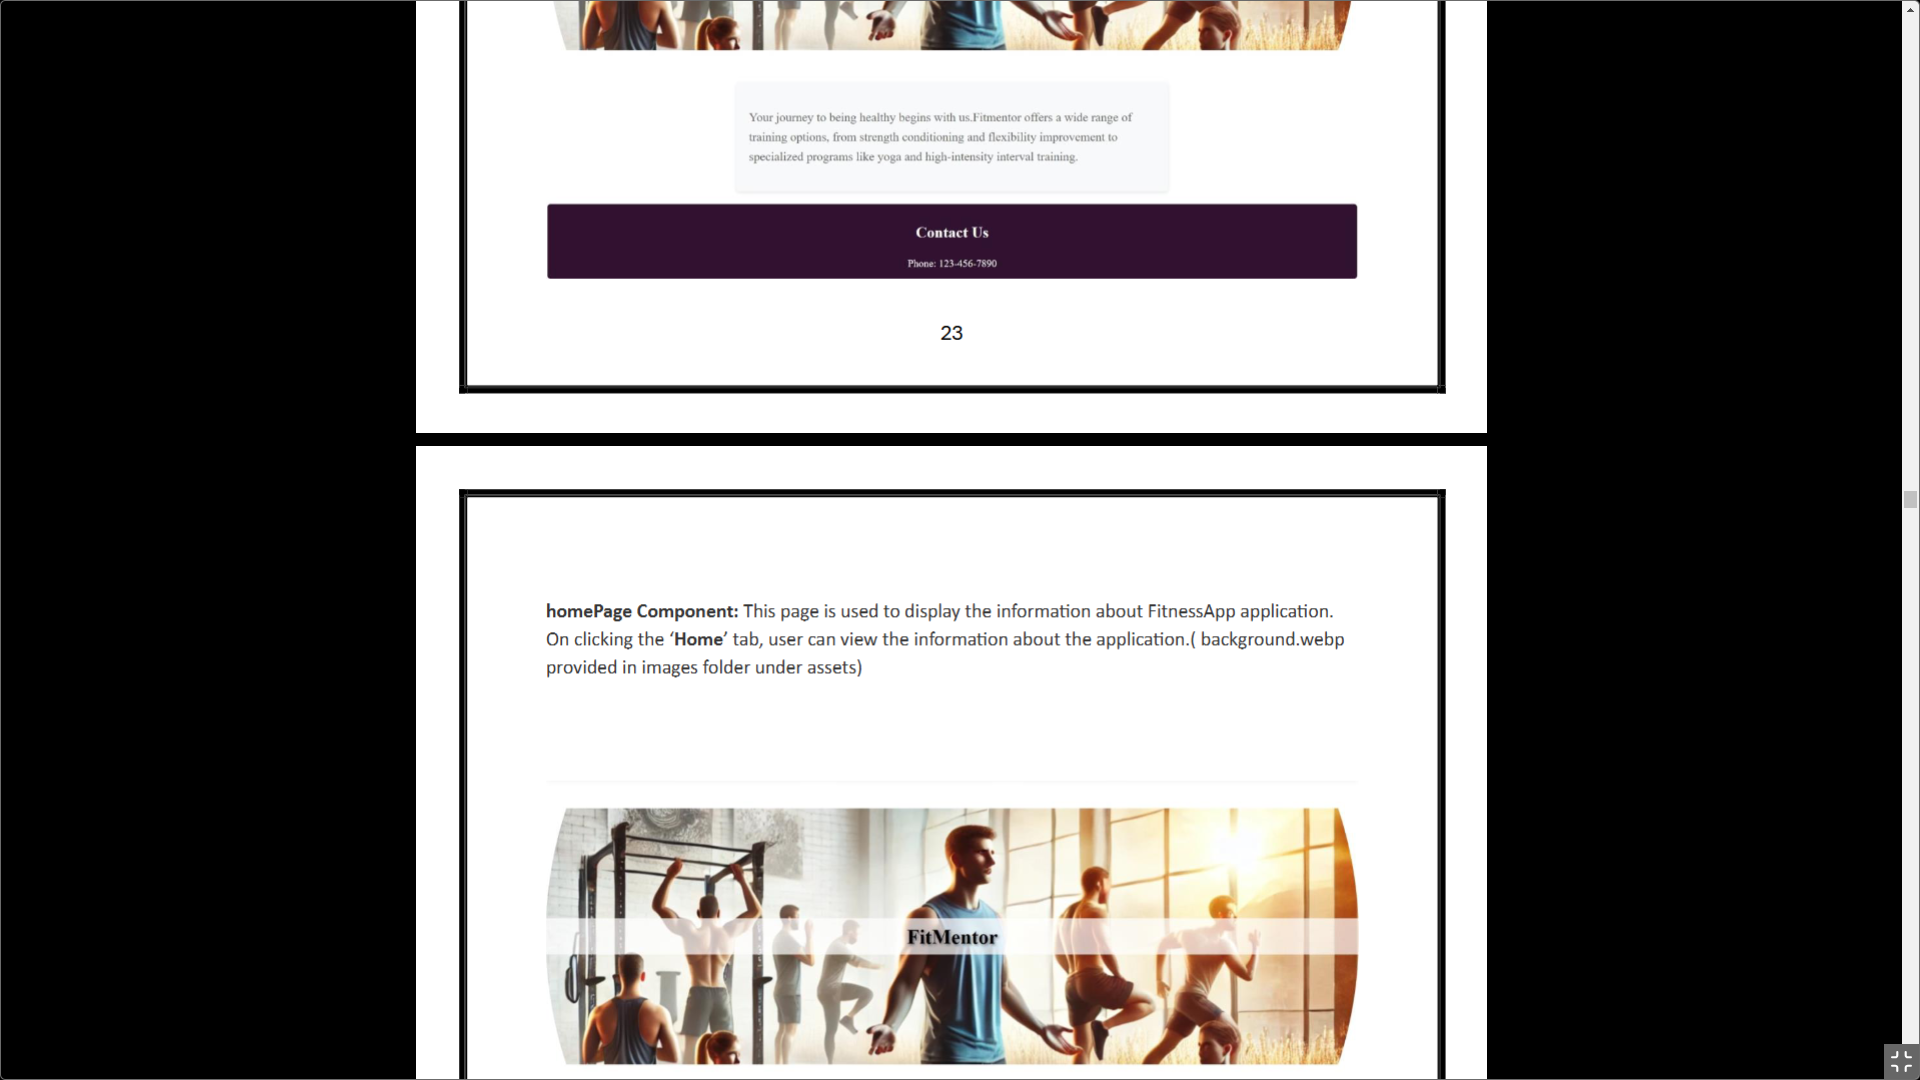 Your journey to being healthy begins with us.Fitmentor offers a wide range of
training options, from strength conditioning and flexibility improvement to
specialized programs like yoga and high-intensity interval training.
Contact Us
Phone: 123-456-7890
23
homePage Component: This page is used to display the information about FitnessApp application.
On clicking the ‘Home’ tab, user can view the information about the application.( background.webp
provided in images folder under assets)
FitMentor